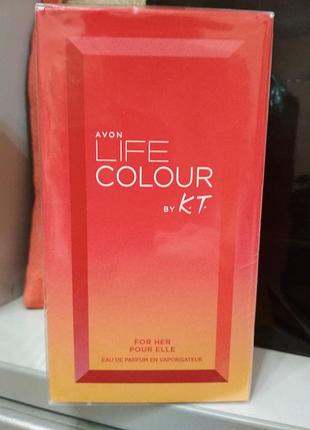 AVON
LIFE
COLOUR
BY K.T.
FOR HER
POUR ELLE
EAU DE PARFUM EN VAPORISATEUR